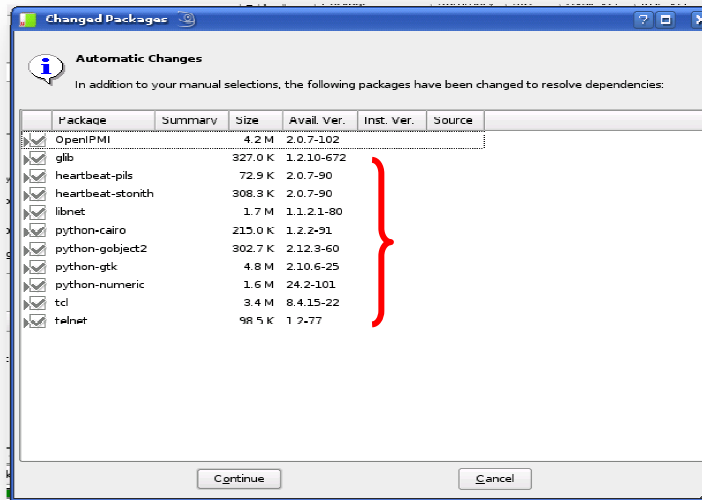 Changed Packages
Automatic Changes
In addition to your manual selections, the following packages have been changed to resolve dependencies:
Package Summary Size Avail. Ver. Inst. Ver. Source
OpenIPMI 4.2 M 2.0.7-102
glib 327.0 K 1.2.10-672
heartbeat-pils 72.9 K 2.0.7-90
heartbeat-stonith 308.3 K 2.0.7-90
libnet 1.7 M 1.1.2.1-80
python-cairo 215.0 K 1.2.2-91
python-gobject2 302.7 K 2.12.3-60
python-gtk 4.8 M 2.10.6-25
python-numeric 1.6 M 24.2-101
tcl 3.4 M 8.4.15-22
telnet 98.5 K 1.2-77
Continue Cancel